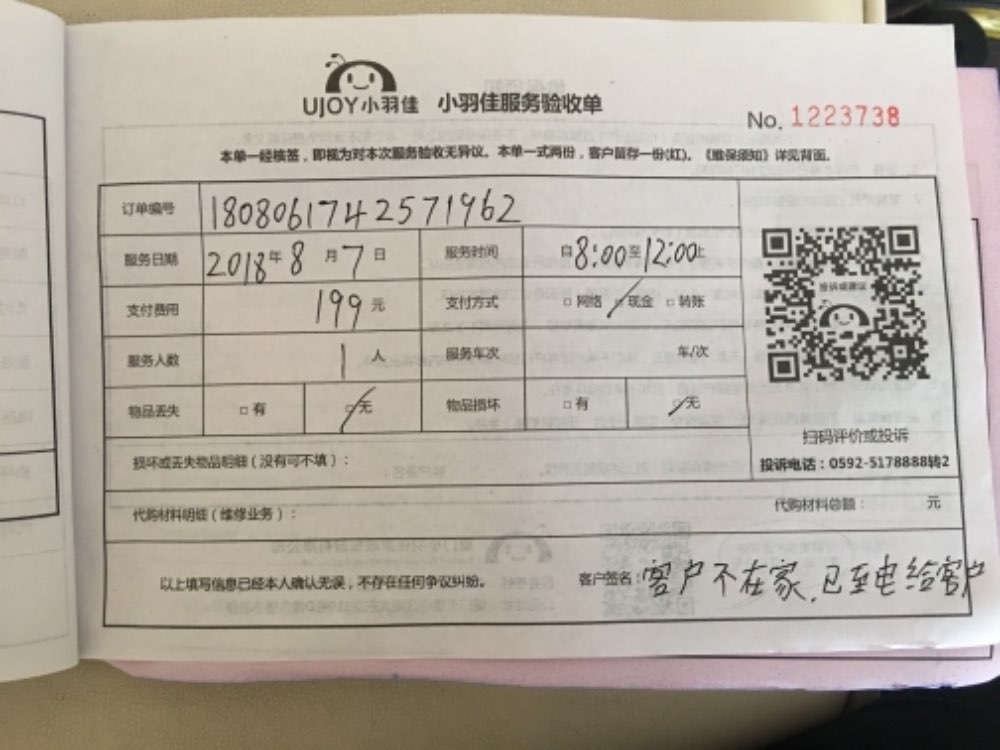 UJOY小羽佳 小羽佳服务验收单
No. 1223738
本单一经核签，即视为对本次服务验收无异议。本单一式两份，客户留存一份(红)。《维保须知》详见背面。
订单编号 1808061742571962
服务日期 2018年8月7日 服务时间 自8:00至12:00止
支付费用 199元 支付方式 □网络 ☑现金 □转账
投诉或建议
服务人数 1人 服务车次 车/次
物品丢失 □有 ☑无 物品损坏 □有 ☑无
扫码评价或投诉
投诉电话：0592-5178888转2
损坏或丢失物品明细（没有可不填）：
代购材料明细（维修业务）： 代购材料总额： 元
以上填写信息已经本人确认无误，不存在任何争议纠纷。 客户签名：客户不在家，已至电给客户